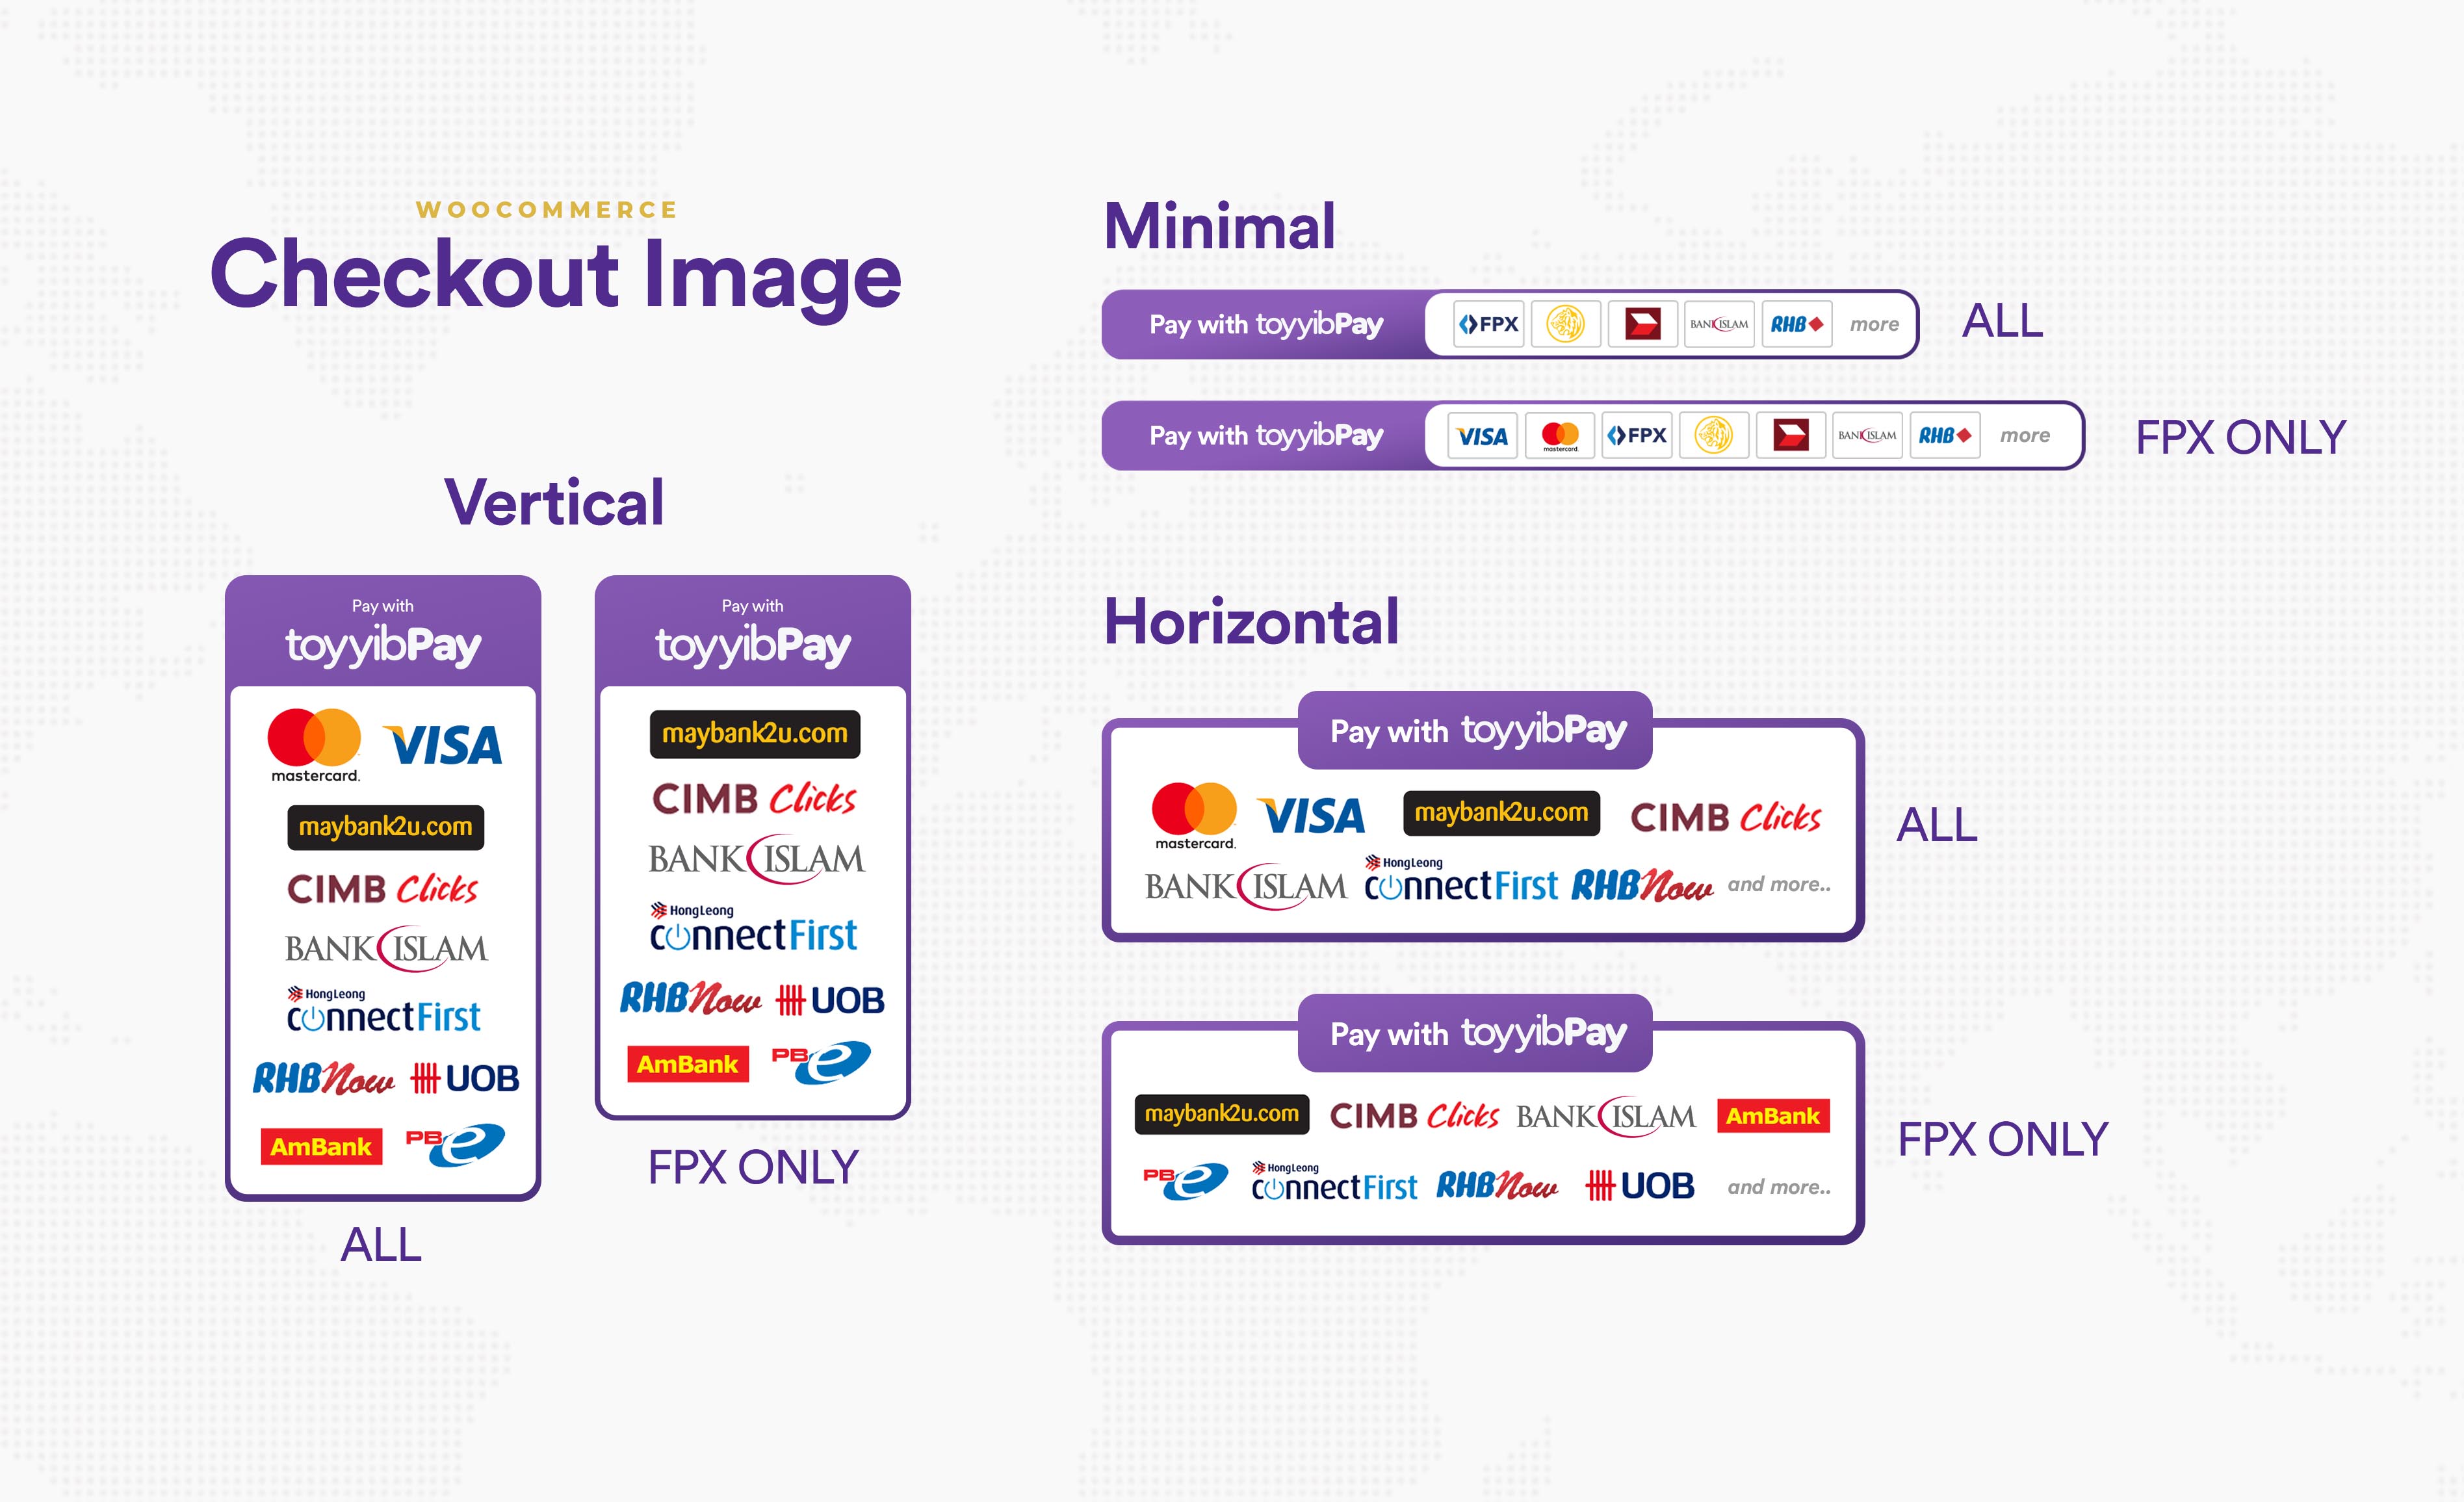 WOOCOMMERCE
Checkout Image
Vertical
Pay with
toyyibPay
mastercard.
VISA
maybank2u.com
CIMB Clicks
BANK ISLAM
HongLeong
connectFirst
RHB Now
UOB
AmBank
PBe
ALL
Pay with
toyyibPay
maybank2u.com
CIMB Clicks
BANK ISLAM
HongLeong
connectFirst
RHB Now
UOB
AmBank
PBe
FPX ONLY
Minimal
Pay with toyyibPay
FPX
BANK ISLAM
RHB
more
ALL
Pay with toyyibPay
VISA
mastercard.
FPX
BANK ISLAM
RHB
more
FPX ONLY
Horizontal
Pay with toyyibPay
mastercard.
VISA
maybank2u.com
CIMB Clicks
BANK ISLAM
HongLeong
connectFirst
RHB Now
and more..
ALL
Pay with toyyibPay
maybank2u.com
CIMB Clicks
BANK ISLAM
AmBank
PBe
HongLeong
connectFirst
RHB Now
UOB
and more..
FPX ONLY